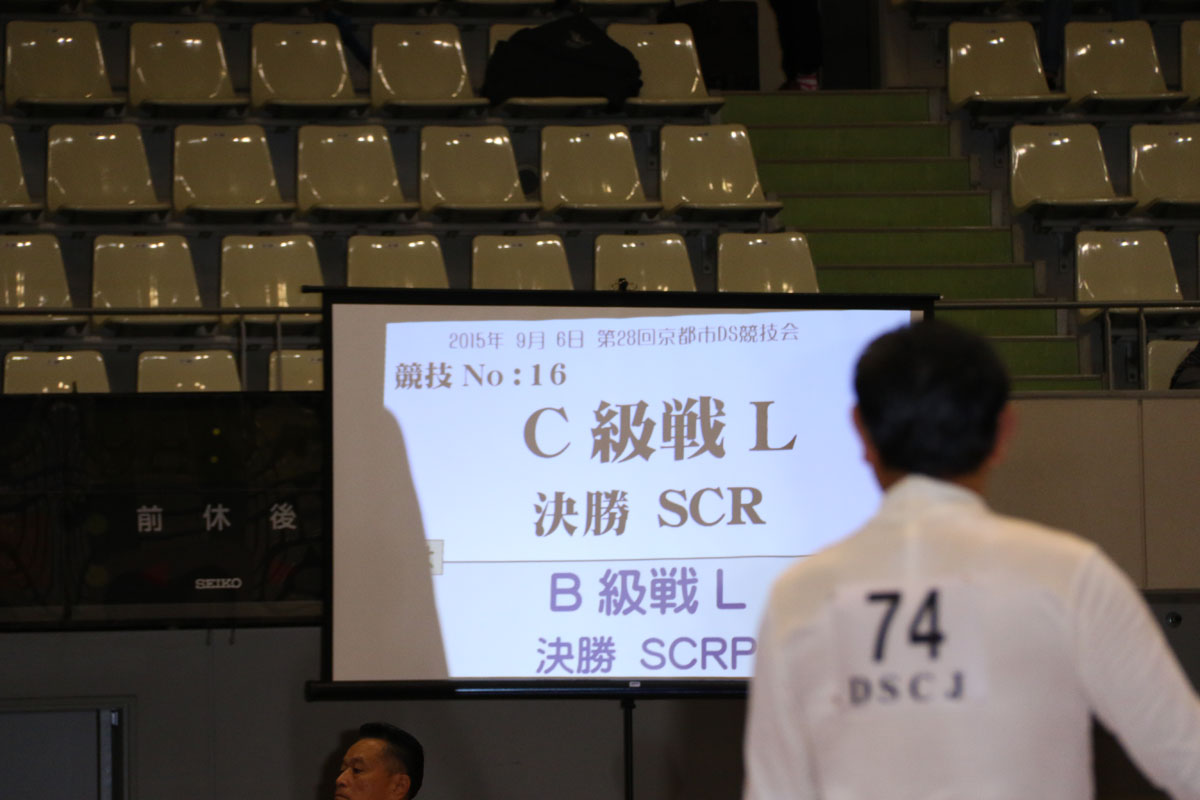 2015年 9月 6日 第28回京都市DS競技会
競技 No:16
C 級戦 L
決勝 SCR
B 級戦 L
決勝 SCRP
前 休 後
SEIKO
74
DSCJ